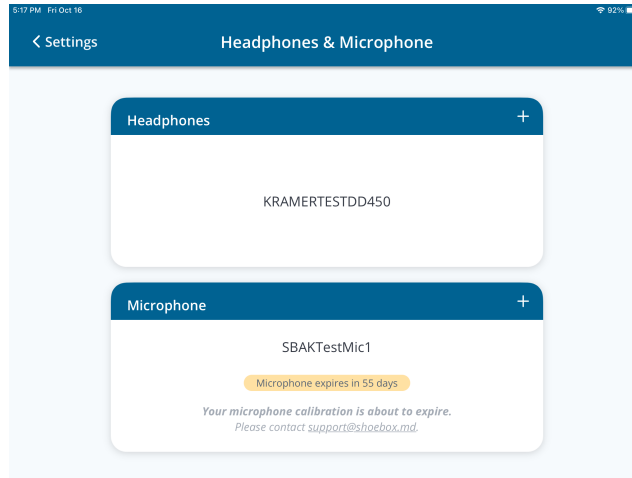 5:17 PM Fri Oct 16
92%
Settings
Headphones & Microphone
Headphones
+
KRAMERTESTDD450
Microphone
+
SBAKTestMic1
Microphone expires in 55 days
Your microphone calibration is about to expire.
Please contact support@shoebox.md.